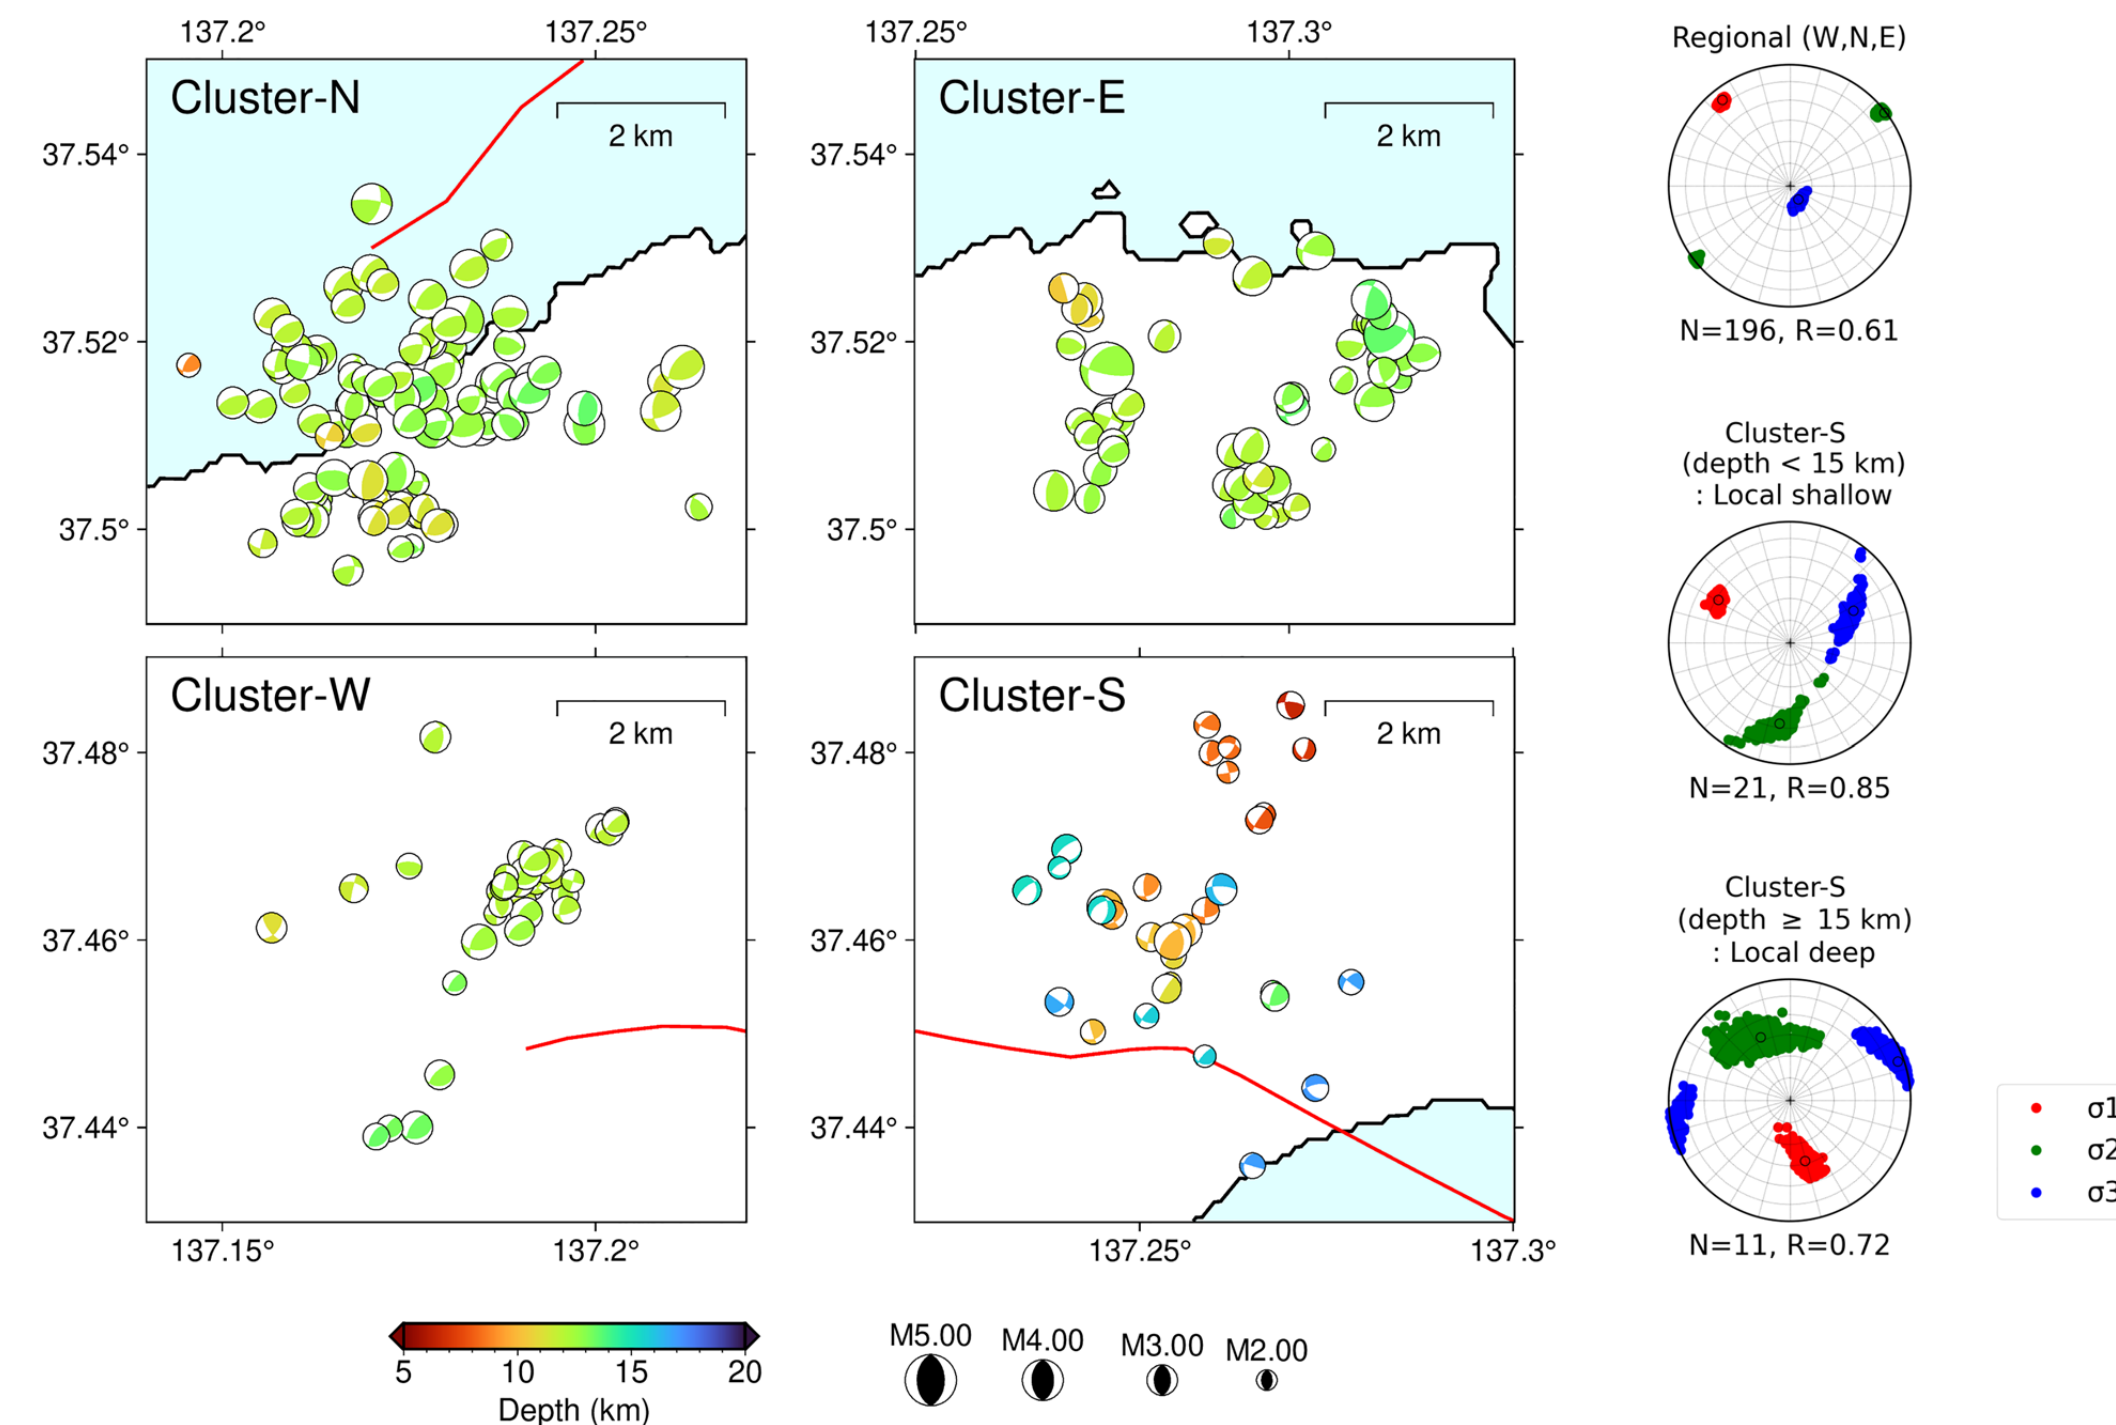 137.2° 137.25° 137.25° 137.3°
Regional (W,N,E)
Cluster-N
2 km
Cluster-E
2 km
37.54° 37.54°
37.52° 37.52°
37.5° 37.5°
N=196, R=0.61
Cluster-S
(depth < 15 km)
: Local shallow
N=21, R=0.85
Cluster-W
2 km
Cluster-S
2 km
37.48° 37.48°
37.46° 37.46°
37.44° 37.44°
137.15° 137.2° 137.25° 137.3°
Cluster-S
(depth ≥ 15 km)
: Local deep
N=11, R=0.72
σ1
σ2
σ3
5 10 15 20
Depth (km)
M5.00 M4.00 M3.00 M2.00